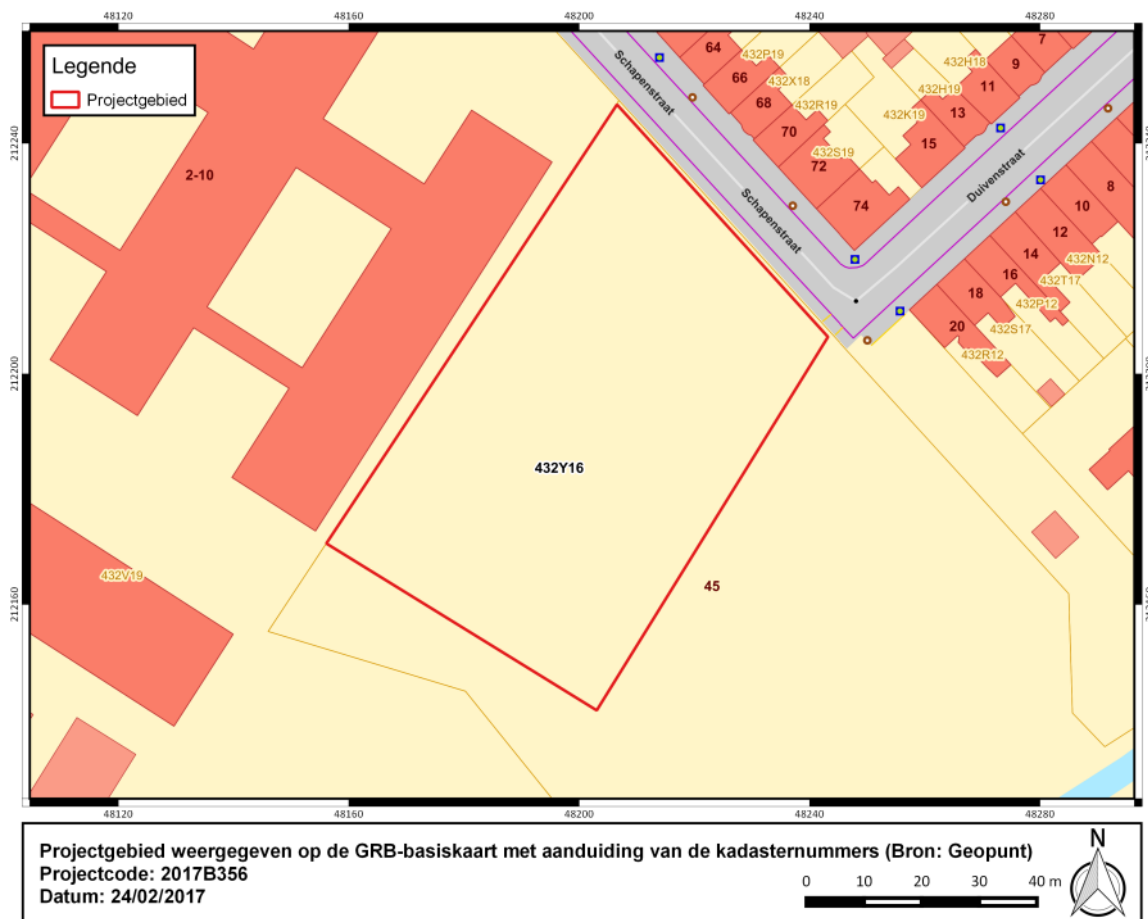 48120 48160 48200 48240 48280
Legende
Projectgebied
212240
212200
212160
212240
212200
212160
2-10
Schapenstraat
Schapenstraat
Duivenstraat
64
66
68
70
72
74
432P19
432X18
432R19
432S19
432K19
432H19
432H18
7
9
11
13
15
8
10
12
14
16
18
20
432N12
432T17
432P12
432S17
432R12
432Y16
45
432V19
48120 48160 48200 48240 48280
Projectgebied weergegeven op de GRB-basiskaart met aanduiding van de kadasternummers (Bron: Geopunt)
Projectcode: 2017B356
Datum: 24/02/2017
0 10 20 30 40 m
N